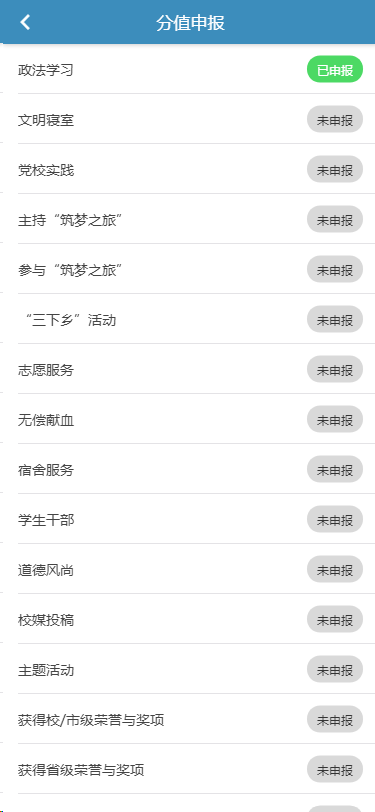 分值申报
政法学习 已申报
文明寝室 未申报
党校实践 未申报
主持“筑梦之旅” 未申报
参与“筑梦之旅” 未申报
“三下乡”活动 未申报
志愿服务 未申报
无偿献血 未申报
宿舍服务 未申报
学生干部 未申报
道德风尚 未申报
校媒投稿 未申报
主题活动 未申报
获得校/市级荣誉与奖项 未申报
获得省级荣誉与奖项 未申报